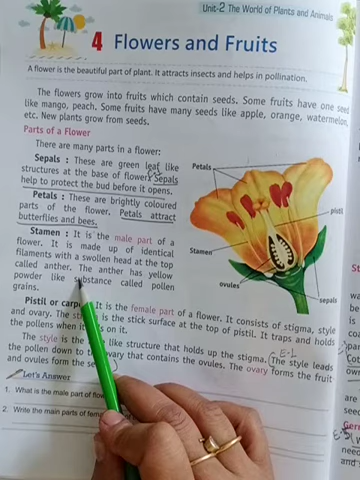 Unit-2 The World of Plants and Animals
4 Flowers and Fruits
A flower is the beautiful part of plant. It attracts insects and helps in pollination.
The flowers grow into fruits which contain seeds. Some fruits have one seed
like mango, peach. Some fruits have many seeds like apple, orange, watermelon,
etc. New plants grow from seeds.
Parts of a Flower
There are many parts in a flower:
Sepals : These are green leaf like
structures at the base of flower. Sepals
help to protect the bud before it opens.
Petals : These are brightly coloured
parts of the flower. Petals attract
butterflies and bees.
Stamen : It is the male part of a
flower. It is made up of identical
filaments with a swollen head at the top
called anther. The anther has yellow
powder like substance called pollen
grains.
Petals
pistil
Stamen
ovules
sepals
Pistil or It is the female part of a flower. It consists of stigma, style
and ovary. The is the stick surface at the top of pistil. It traps and holds
the pollens when it on it.
E-1
The style is the like structure that holds up the stigma. (The style leads
the pollen down to the ovary that contains the ovules. The ovary forms the fruit
and ovules form the
Let's Answer
1. What is the male part of
2. Write the main parts of
St
are
seed
Ger
E-5
need
and